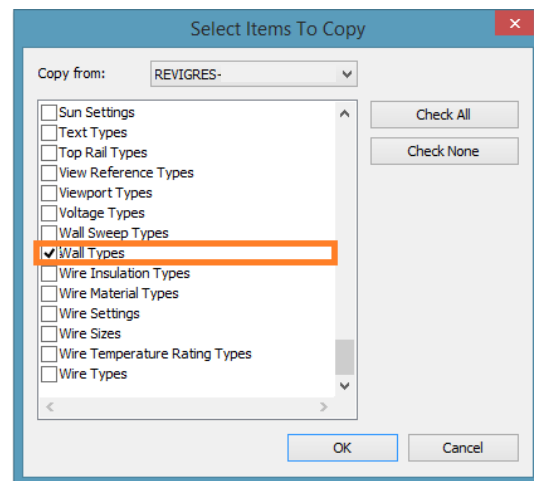 Select Items To Copy
Copy from: REVIGRES-
Sun Settings
Text Types
Top Rail Types
View Reference Types
Viewport Types
Voltage Types
Wall Sweep Types
Wall Types
Wire Insulation Types
Wire Material Types
Wire Settings
Wire Sizes
Wire Temperature Rating Types
Wire Types
Check All
Check None
OK Cancel